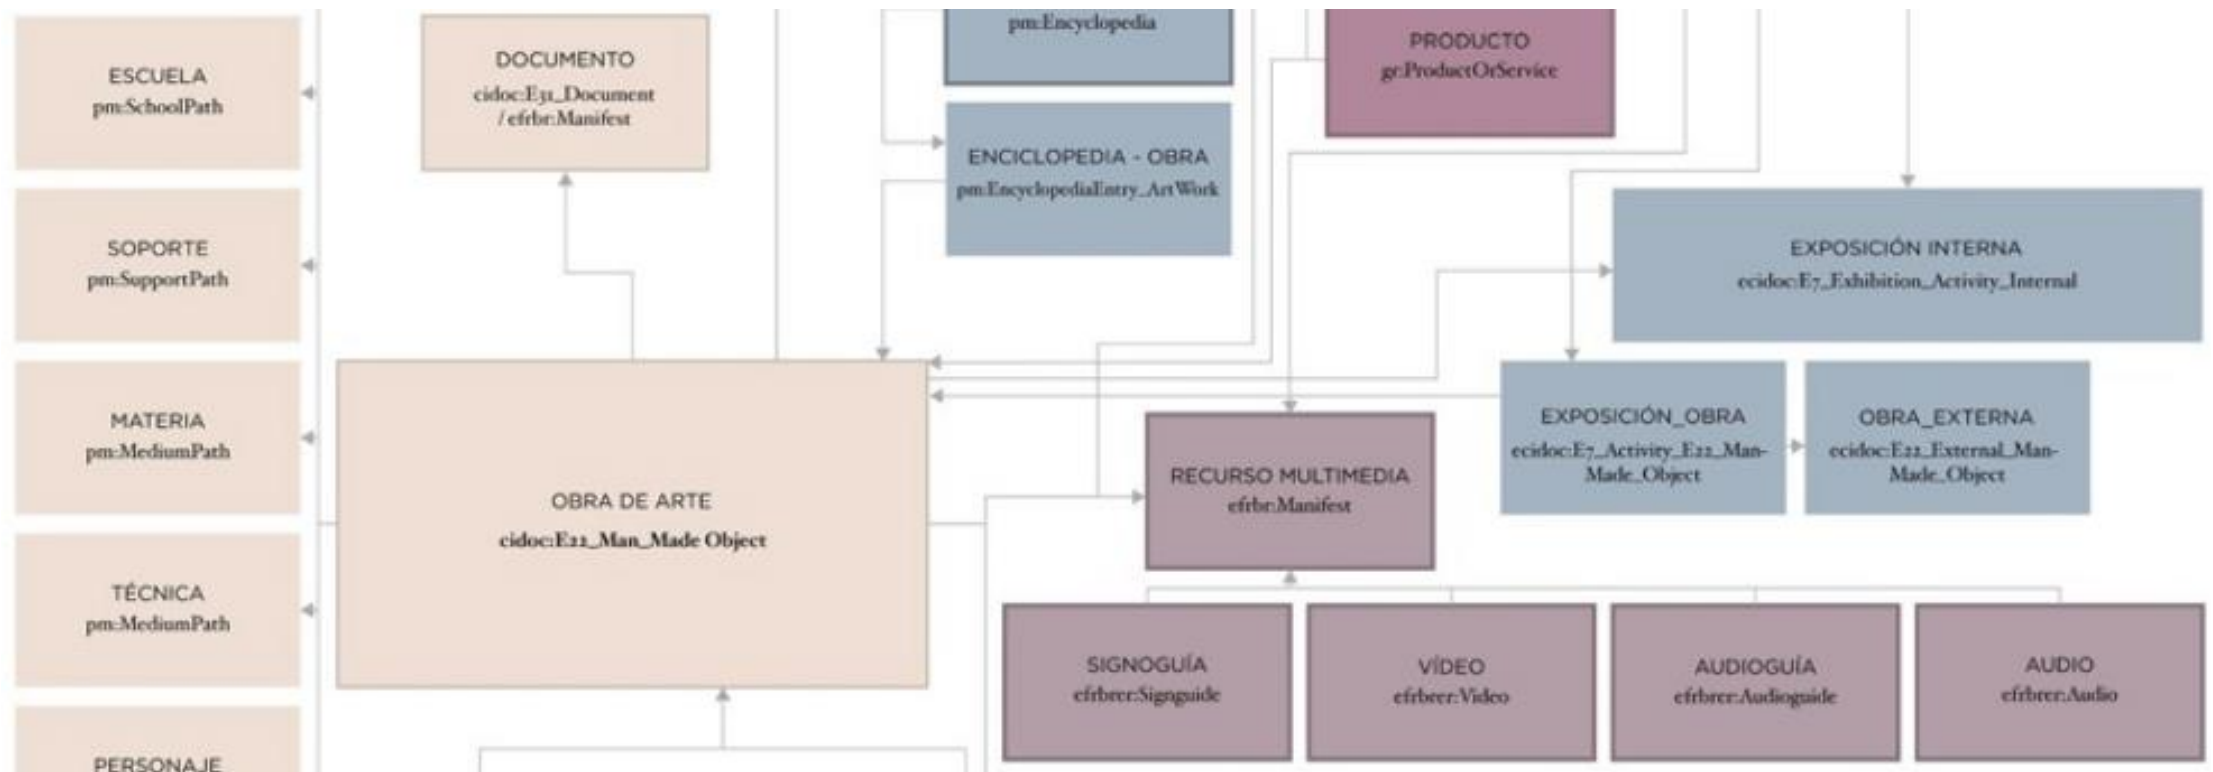 pm:Encyclopedia
PRODUCTO
gr:ProductOrService
ESCUELA
pm:SchoolPath
DOCUMENTO
cidoc:E31_Document
/ efrbr:Manifest
ENCICLOPEDIA - OBRA
pm:EncyclopediaEntry_ArtWork
SOPORTE
pm:SupportPath
EXPOSICIÓN INTERNA
ecidoc:E7_Exhibition_Activity_Internal
MATERIA
pm:MediumPath
EXPOSICIÓN_OBRA
ecidoc:E7_Activity_E22_Man-
Made_Object
OBRA_EXTERNA
ecidoc:E22_External_Man-
Made_Object
RECURSO MULTIMEDIA
efrbr:Manifest
OBRA DE ARTE
cidoc:E22_Man_Made Object
TÉCNICA
pm:MediumPath
SIGNOGUÍA
efrbrer:Signguide
VÍDEO
efrbrer:Video
AUDIOGUÍA
efrbrer:Audioguide
AUDIO
efrbrer:Audio
PERSONAJE